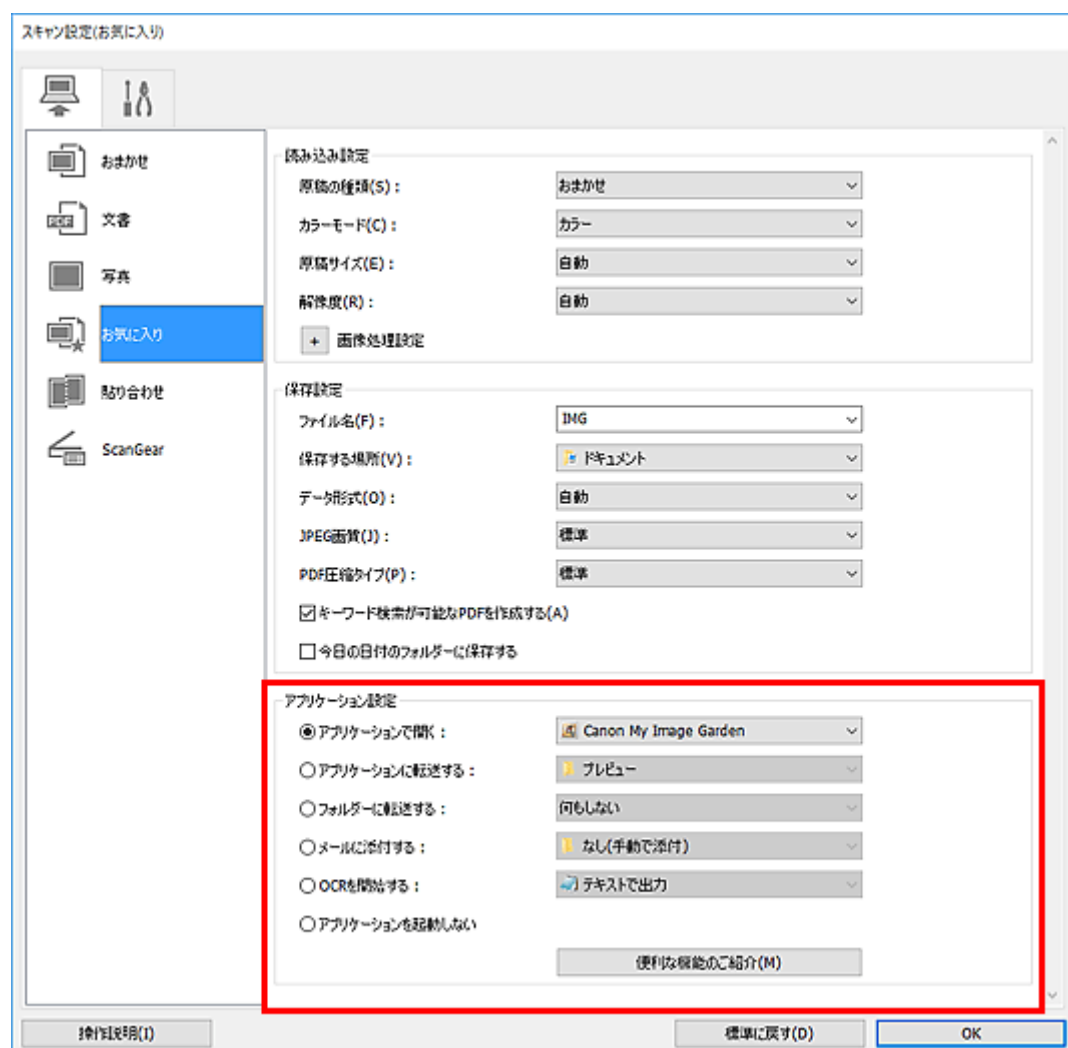 スキャン設定(お気に入り)
おまかせ
文書
写真
お気に入り
貼り合わせ
ScanGear
読み込み設定
原稿の種類(S)： おまかせ
カラーモード(C)： カラー
原稿サイズ(E)： 自動
解像度(R)： 自動
+ 画像処理設定
保存設定
ファイル名(F)： IMG
保存する場所(V)： ドキュメント
データ形式(O)： 自動
JPEG画質(J)： 標準
PDF圧縮タイプ(P)： 標準
キーワード検索が可能なPDFを作成する(A)
今日の日付のフォルダーに保存する
アプリケーション設定
アプリケーションで開く： Canon My Image Garden
アプリケーションに転送する： プレビュー
フォルダーに転送する： 何もしない
メールに添付する： なし(手動で添付)
OCRを開始する： テキストで出力
アプリケーションを起動しない
便利な機能のご紹介(M)
操作説明(I) 標準に戻す(D) OK